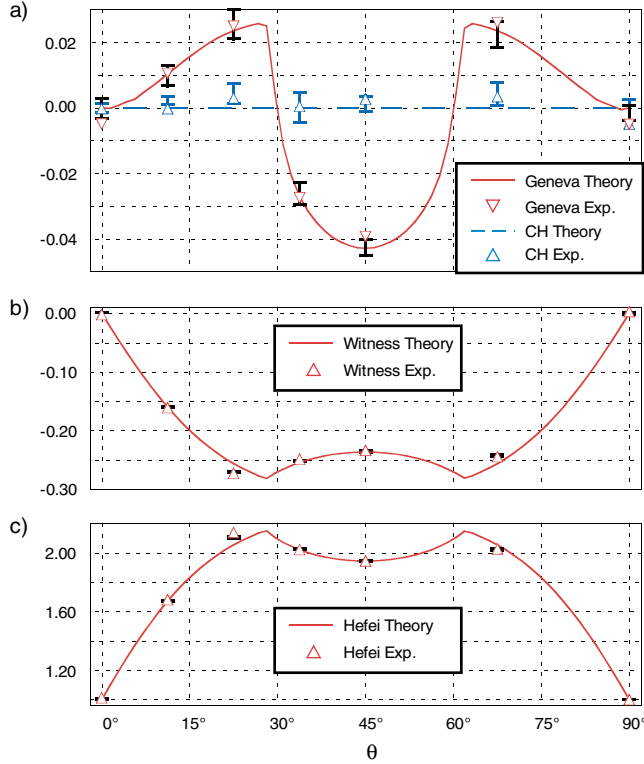 a)
0.02
0.00
-0.02
-0.04
Geneva Theory
Geneva Exp.
CH Theory
CH Exp.
b)
0.00
-0.10
-0.20
-0.30
Witness Theory
Witness Exp.
c)
2.00
1.60
1.20
Hefei Theory
Hefei Exp.
0° 15° 30° 45° 60° 75° 90°
θ